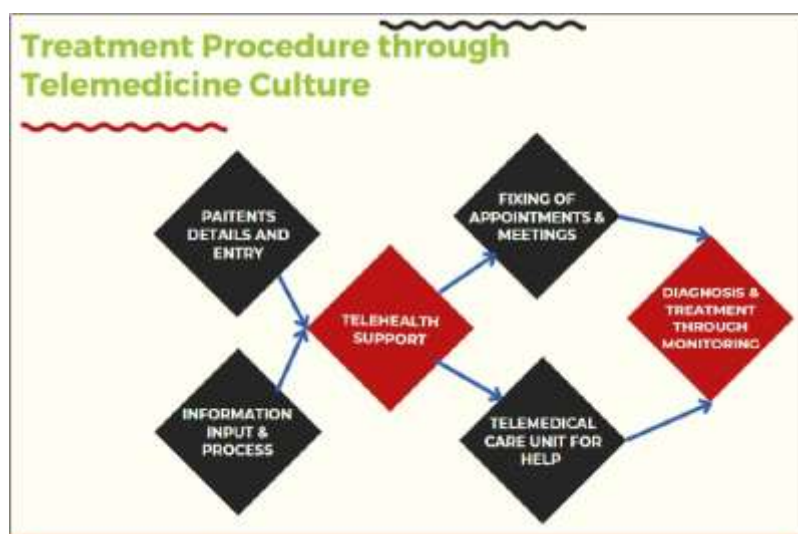 Treatment Procedure through
Telemedicine Culture
PAITENTS
DETAILS AND
ENTRY
INFORMATION
INPUT &
PROCESS
TELEHEALTH
SUPPORT
FIXING OF
APPOINTMENTS &
MEETINGS
TELEMEDICAL
CARE UNIT FOR
HELP
DIAGNOSIS &
TREATMENT
THROUGH
MONITORING